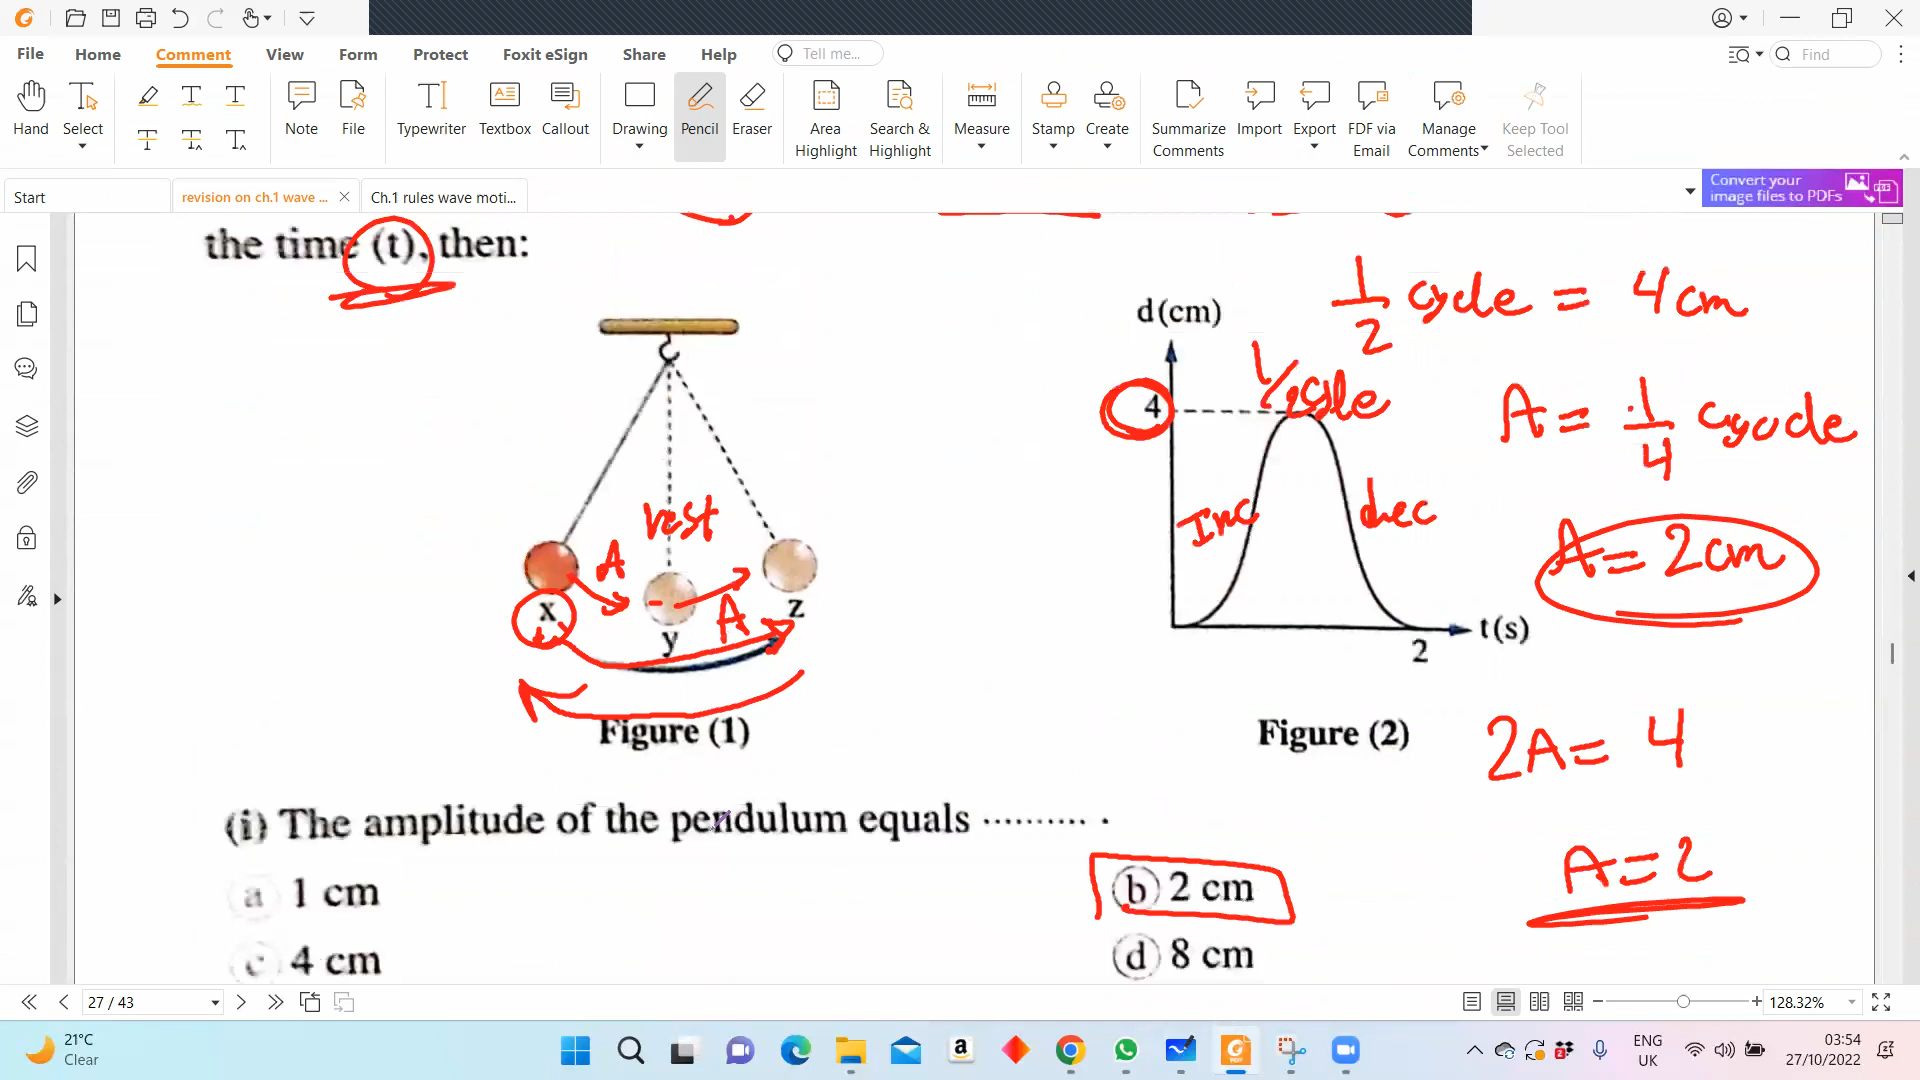 File Home Comment View Form Protect Foxit eSign Share Help Tell me... Find
Hand Select Note File Typewriter Textbox Callout Drawing Pencil Eraser Area Highlight Search & Highlight Measure Stamp Create Summarize Comments Import Export FDF via Email Manage Comments Keep Tool Selected
Start revision on ch.1 wave ... Ch.1 rules wave moti...
Convert your image files to PDFs
the time (t), then:
1/2 cycle = 4 cm
d(cm)
1/2 cycle
4
A = 1/4 cycle
rest
Inc
dec
A
A = 2 cm
x
A
z
y
t(s)
2
Figure (1)
Figure (2)
2A = 4
(i) The amplitude of the pendulum equals .......... .
A = 2
a 1 cm
b 2 cm
c 4 cm
d 8 cm
27 / 43
128.32%
21°C
Clear
ENG
UK
03:54
27/10/2022